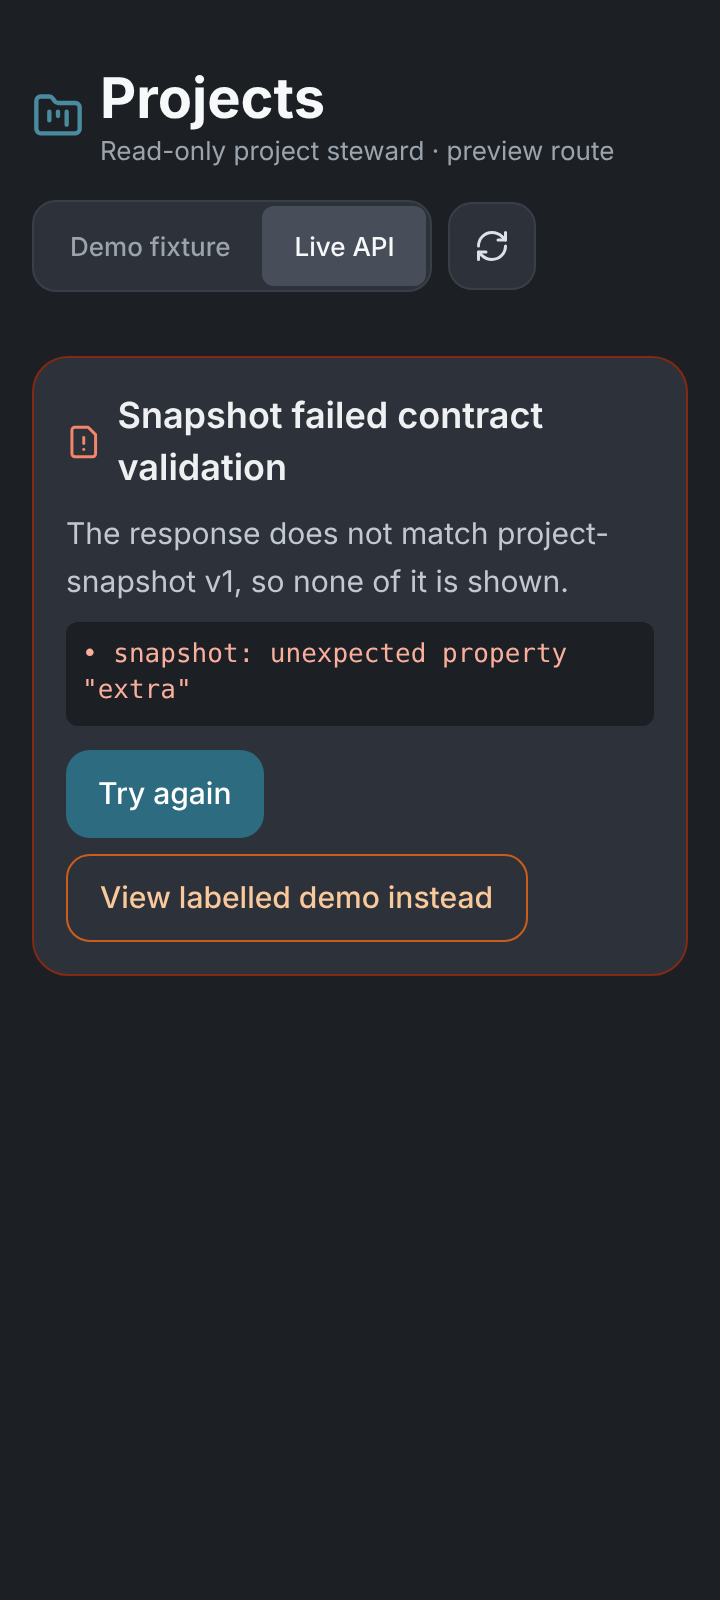 Projects
Read-only project steward · preview route
Demo fixture
Live API
Snapshot failed contract
validation
The response does not match project-
snapshot v1, so none of it is shown.
• snapshot: unexpected property
"extra"
Try again
View labelled demo instead